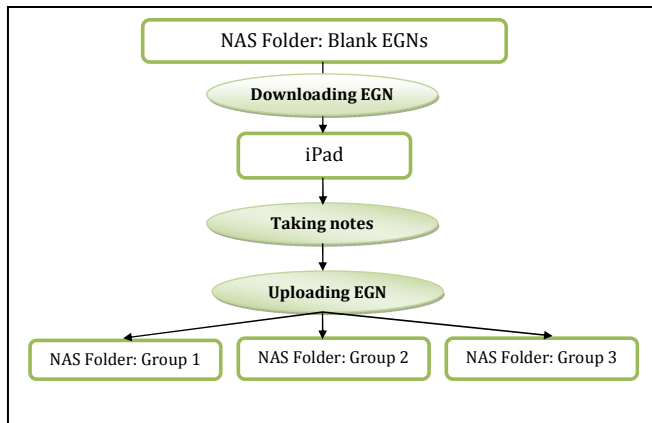 NAS Folder: Blank EGNs
Downloading EGN
iPad
Taking notes
Uploading EGN
NAS Folder: Group 1
NAS Folder: Group 2
NAS Folder: Group 3